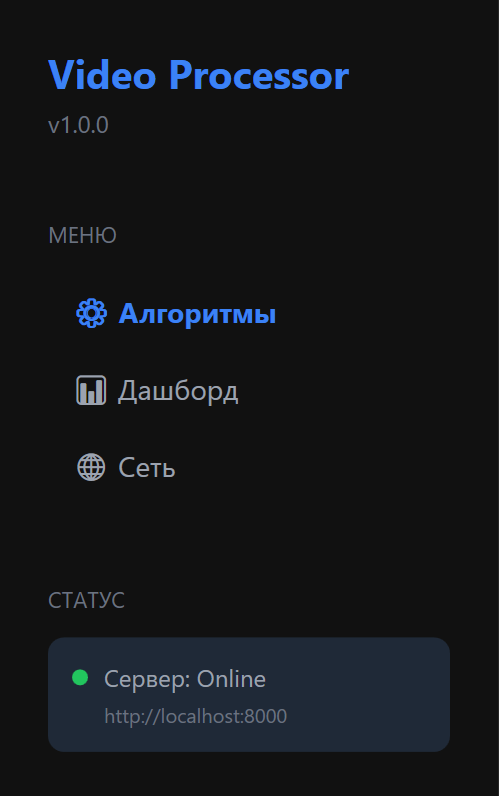 Video Processor
v1.0.0
МЕНЮ
Алгоритмы
Дашборд
Сеть
СТАТУС
Сервер: Online
http://localhost:8000